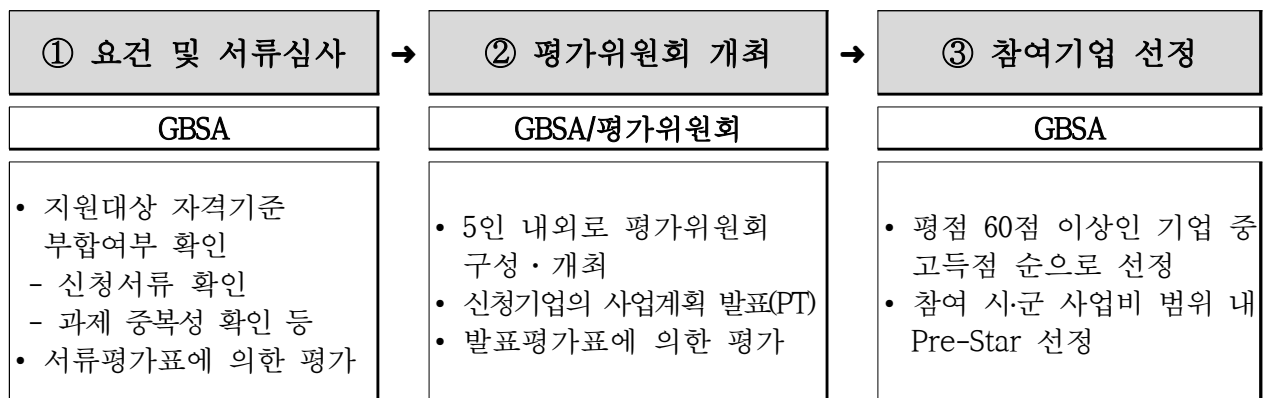 ① 요건 및 서류심사
➜
② 평가위원회 개최
➜
③ 참여기업 선정
GBSA
GBSA/평가위원회
GBSA
• 지원대상 자격기준
부합여부 확인
- 신청서류 확인
- 과제 중복성 확인 등
• 서류평가표에 의한 평가
• 5인 내외로 평가위원회
구성・개최
• 신청기업의 사업계획 발표(PT)
• 발표평가표에 의한 평가
• 평점 60점 이상인 기업 중
고득점 순으로 선정
• 참여 시·군 사업비 범위 내
Pre-Star 선정